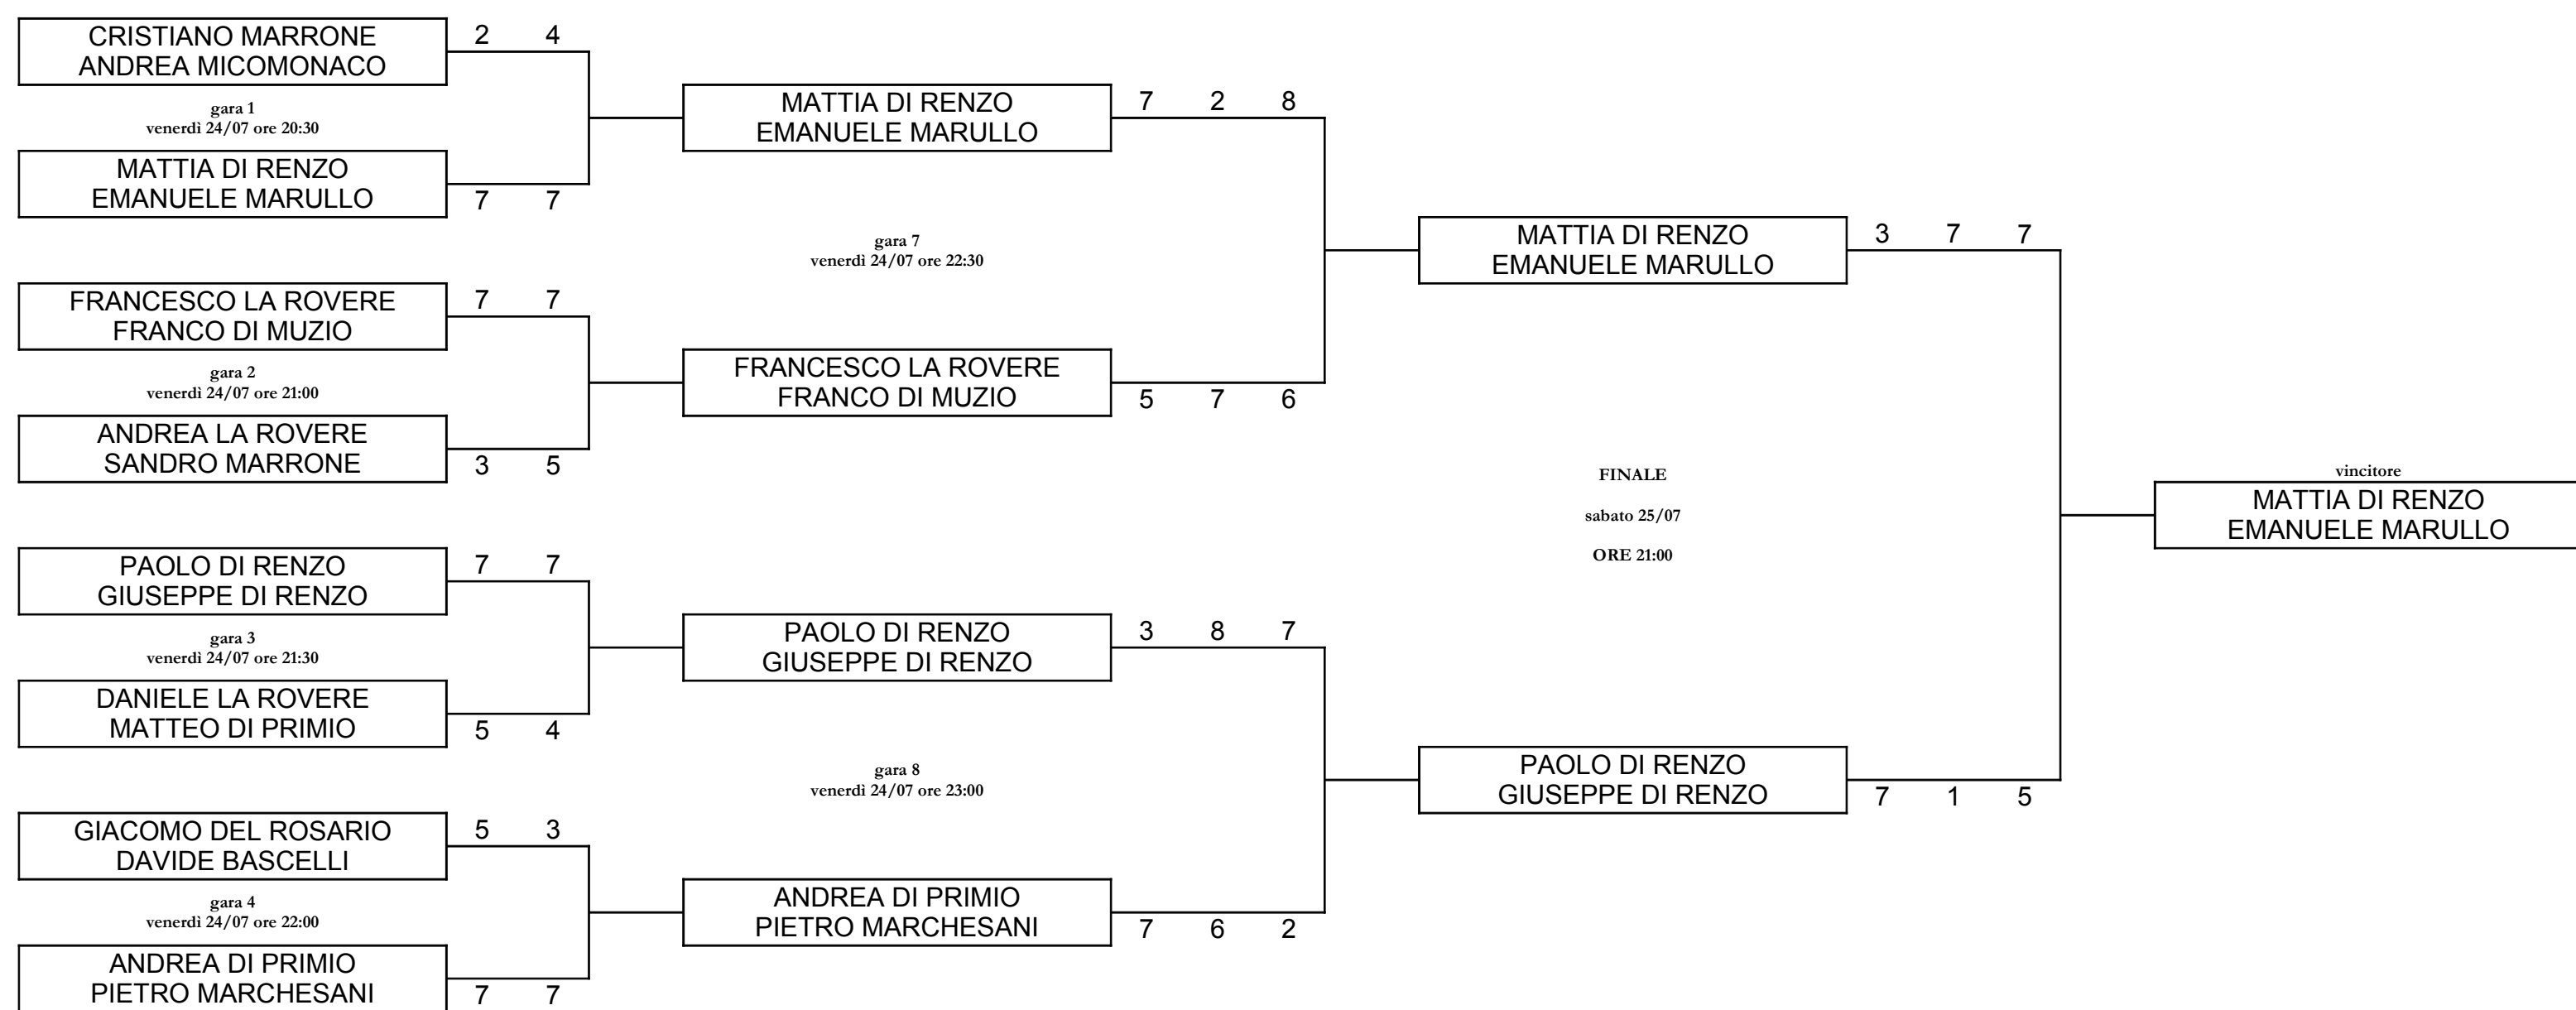 CRISTIANO MARRONE
ANDREA MICOMONACO
2 4
gara 1
venerdì 24/07 ore 20:30
MATTIA DI RENZO
EMANUELE MARULLO
7 7
FRANCESCO LA ROVERE
FRANCO DI MUZIO
7 7
gara 2
venerdì 24/07 ore 21:00
ANDREA LA ROVERE
SANDRO MARRONE
3 5
PAOLO DI RENZO
GIUSEPPE DI RENZO
7 7
gara 3
venerdì 24/07 ore 21:30
DANIELE LA ROVERE
MATTEO DI PRIMIO
5 4
GIACOMO DEL ROSARIO
DAVIDE BASCELLI
5 3
gara 4
venerdì 24/07 ore 22:00
ANDREA DI PRIMIO
PIETRO MARCHESANI
7 7
MATTIA DI RENZO
EMANUELE MARULLO
7 2 8
gara 7
venerdì 24/07 ore 22:30
FRANCESCO LA ROVERE
FRANCO DI MUZIO
5 7 6
PAOLO DI RENZO
GIUSEPPE DI RENZO
3 8 7
gara 8
venerdì 24/07 ore 23:00
ANDREA DI PRIMIO
PIETRO MARCHESANI
7 6 2
MATTIA DI RENZO
EMANUELE MARULLO
3 7 7
FINALE
sabato 25/07
ORE 21:00
PAOLO DI RENZO
GIUSEPPE DI RENZO
7 1 5
vincitore
MATTIA DI RENZO
EMANUELE MARULLO